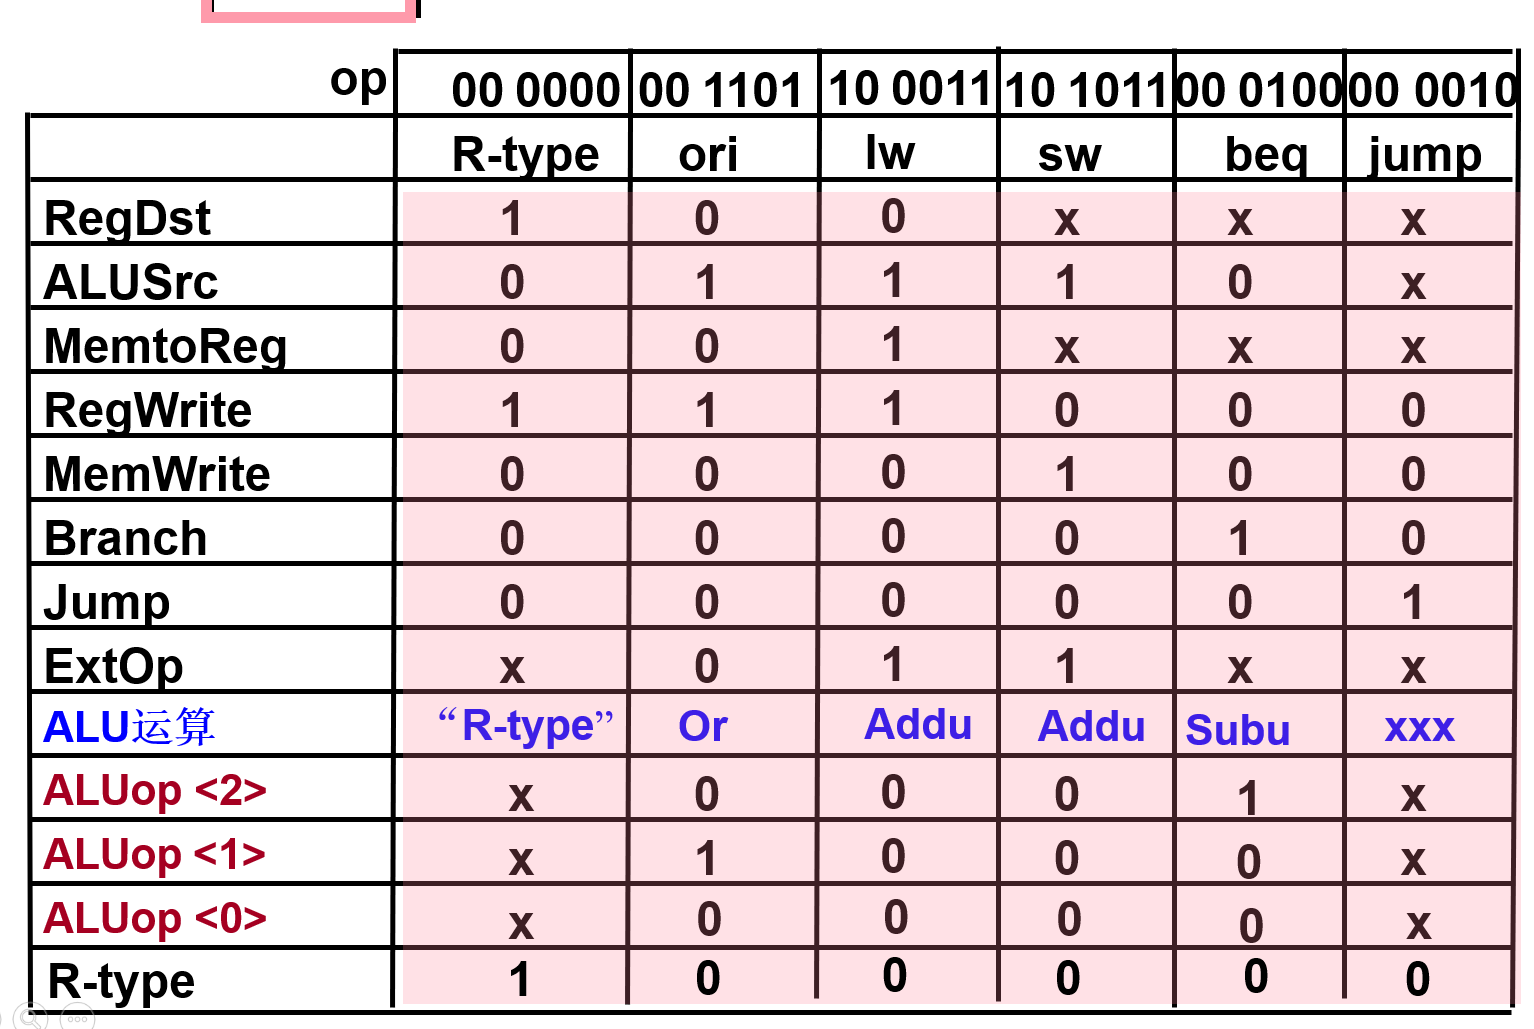 op 00 0000 00 1101 10 0011 10 1011 00 0100 00 0010
R-type ori lw sw beq jump
RegDst 1 0 0 x x x
ALUSrc 0 1 1 1 0 x
MemtoReg 0 0 1 x x x
RegWrite 1 1 1 0 0 0
MemWrite 0 0 0 1 0 0
Branch 0 0 0 0 1 0
Jump 0 0 0 0 0 1
ExtOp x 0 1 1 x x
ALU运算 “R-type” Or Addu Addu Subu xxx
ALUop <2> x 0 0 0 1 x
ALUop <1> x 1 0 0 0 x
ALUop <0> x 0 0 0 0 x
R-type 1 0 0 0 0 0